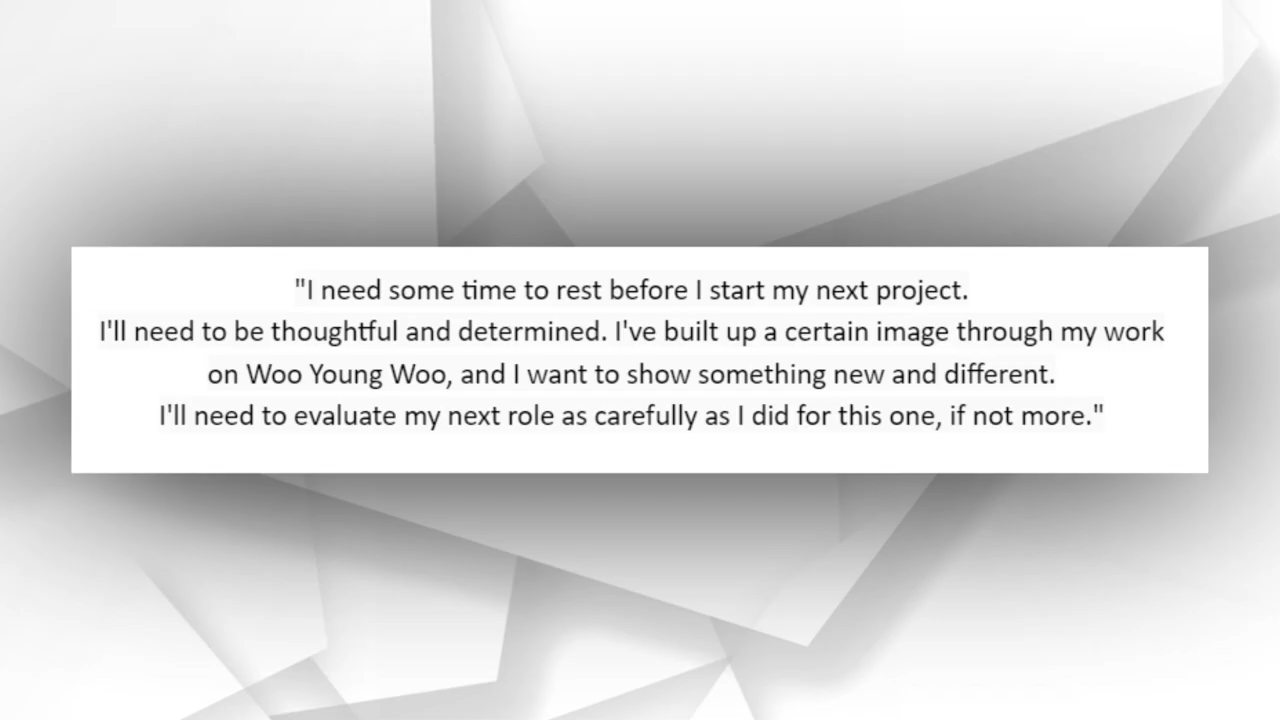 "I need some time to rest before I start my next project.
I'll need to be thoughtful and determined. I've built up a certain image through my work
on Woo Young Woo, and I want to show something new and different.
I'll need to evaluate my next role as carefully as I did for this one, if not more."